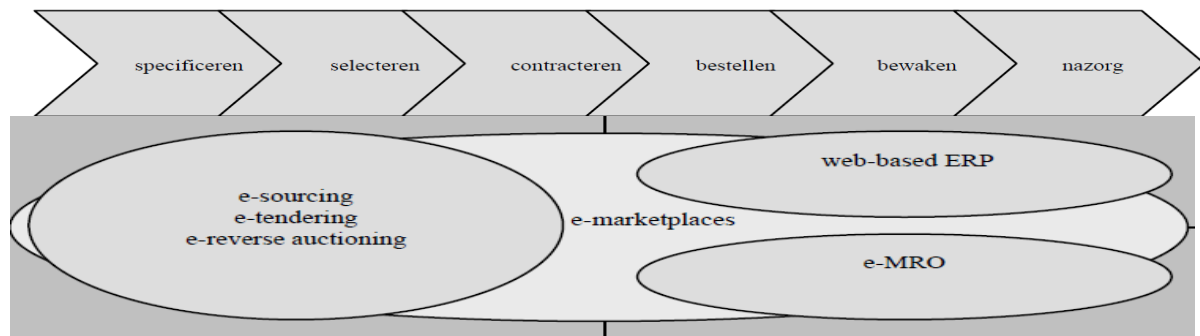 specificeren
selecteren
contracteren
bestellen
bewaken
nazorg
web-based ERP
e-sourcing
e-tendering
e-reverse auctioning
e-marketplaces
e-MRO